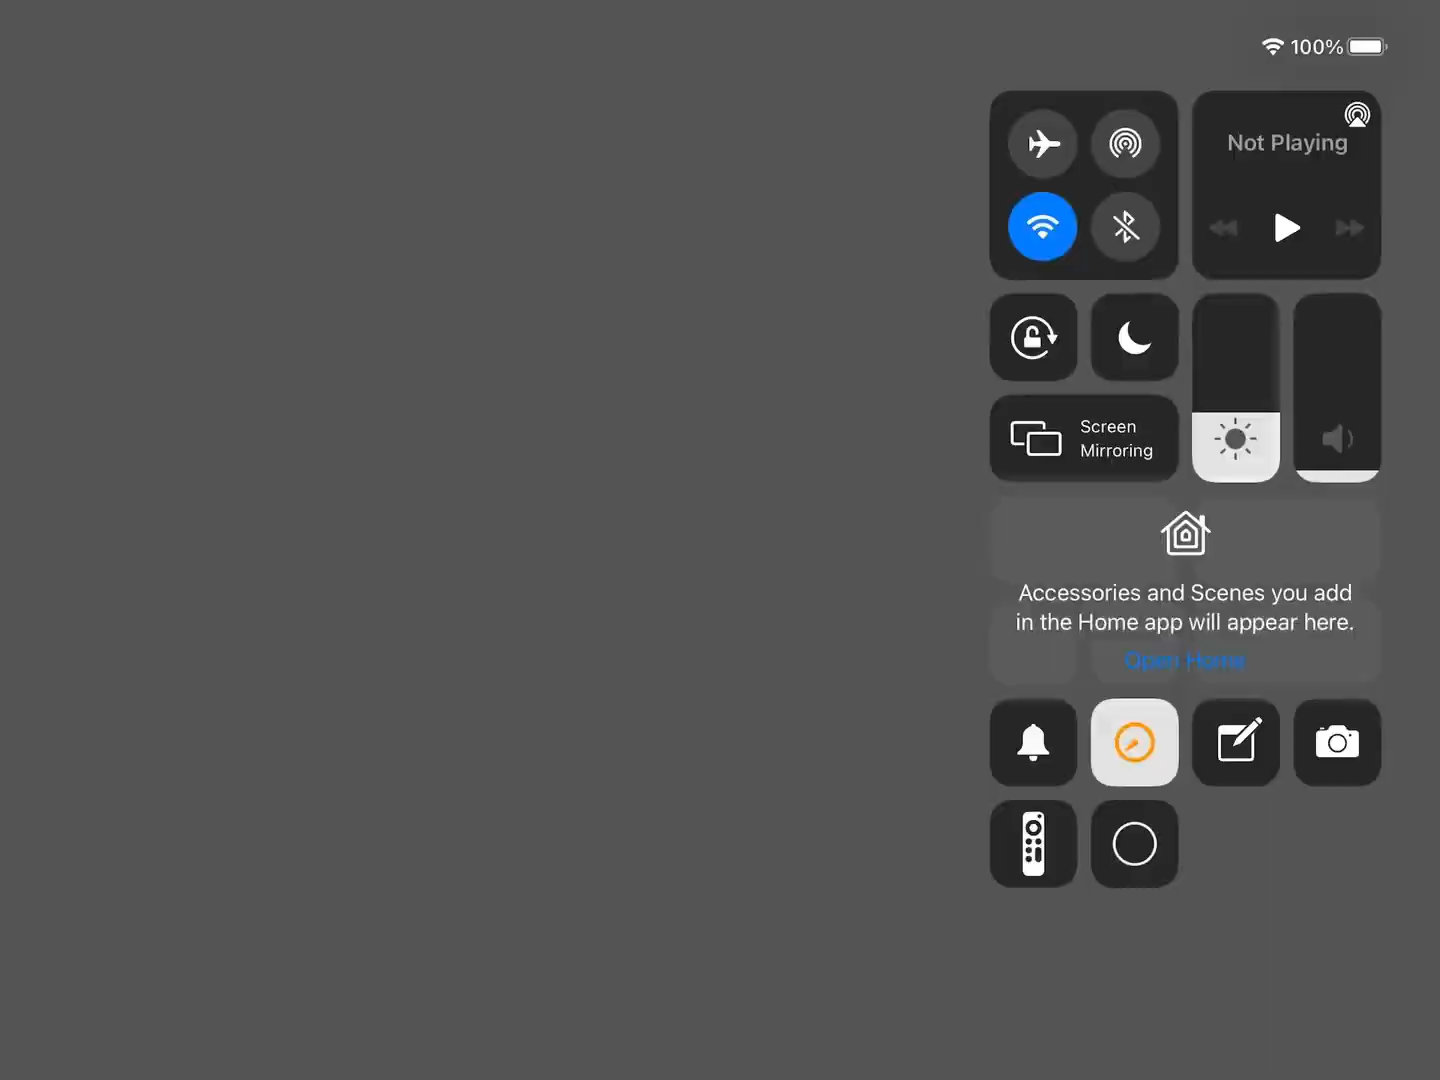 100%
Not Playing
Screen
Mirroring
Accessories and Scenes you add
in the Home app will appear here.
Open Home